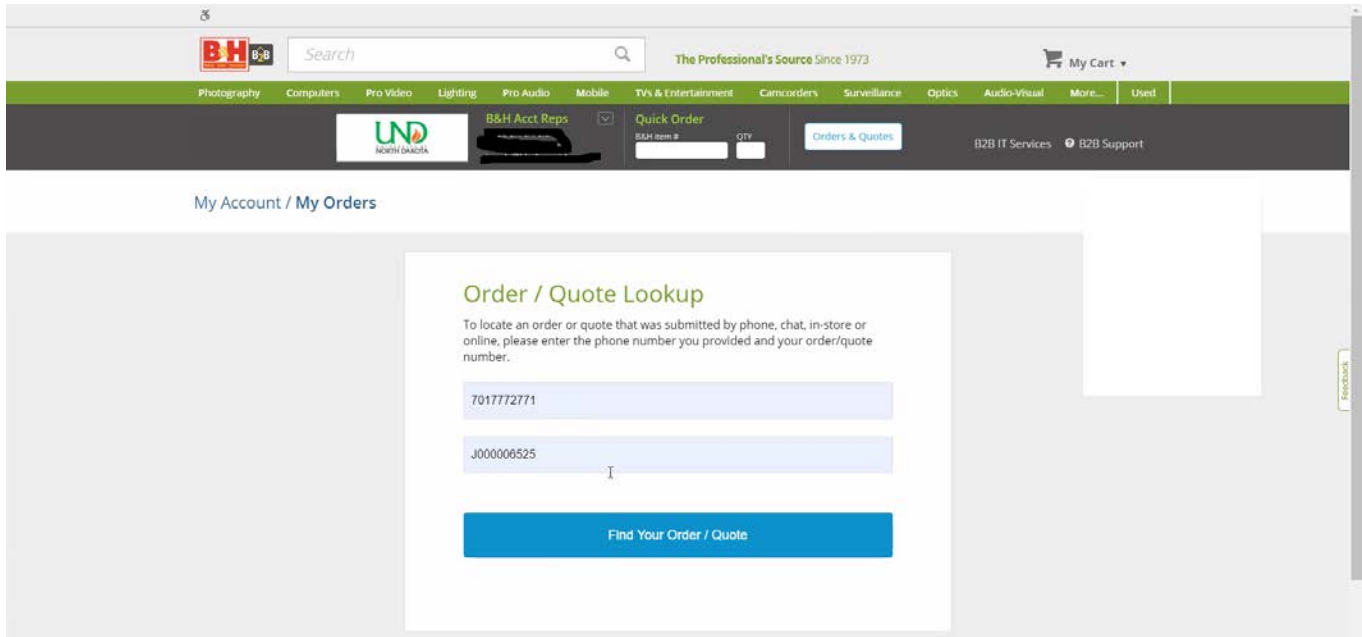 B&H B2B
Search
The Professional's Source Since 1973
My Cart
Photography Computers Pro Video Lighting Pro Audio Mobile TVs & Entertainment Camcorders Surveillance Optics Audio-Visual More... Used
UND
NORTH DAKOTA
B&H Acct Reps
Quick Order
B&H item # QTY
Orders & Quotes
B2B IT Services B2B Support
My Account / My Orders
Order / Quote Lookup
To locate an order or quote that was submitted by phone, chat, in-store or
online, please enter the phone number you provided and your order/quote
number.
7017772771
J000006525
Find Your Order / Quote
Feedback